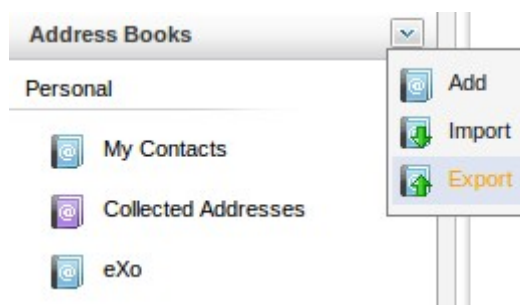 Address Books
Personal
My Contacts
Collected Addresses
eXo
Add
Import
Export